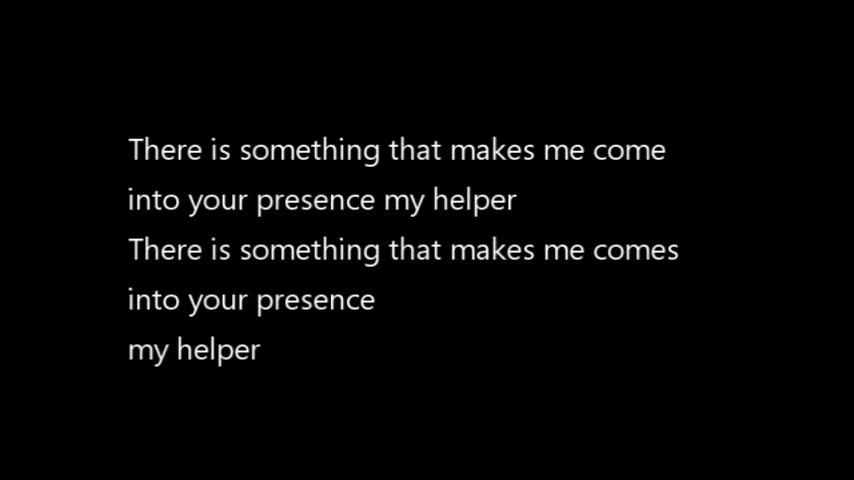 There is something that makes me come
into your presence my helper
There is something that makes me comes
into your presence
my helper